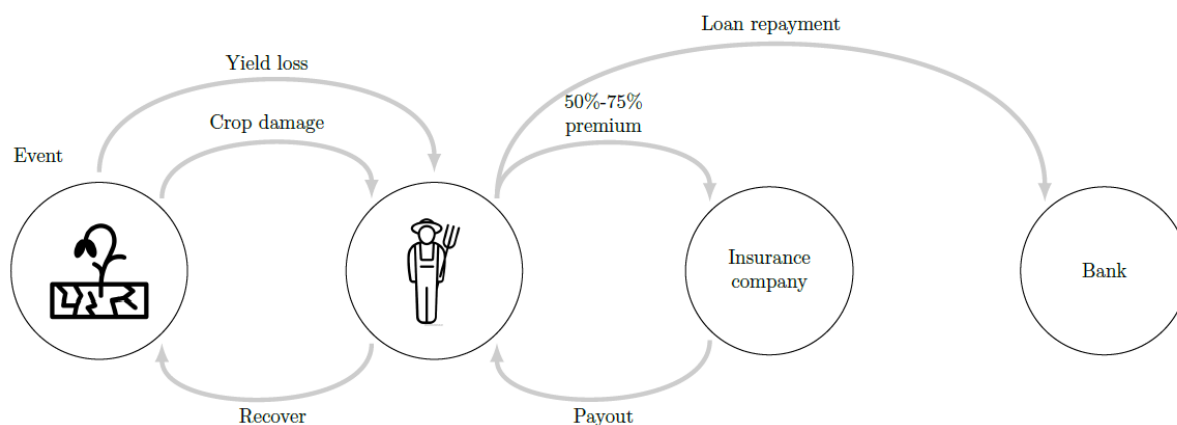 Loan repayment
Yield loss
50%-75%
premium
Crop damage
Event
Insurance
company
Bank
Recover
Payout